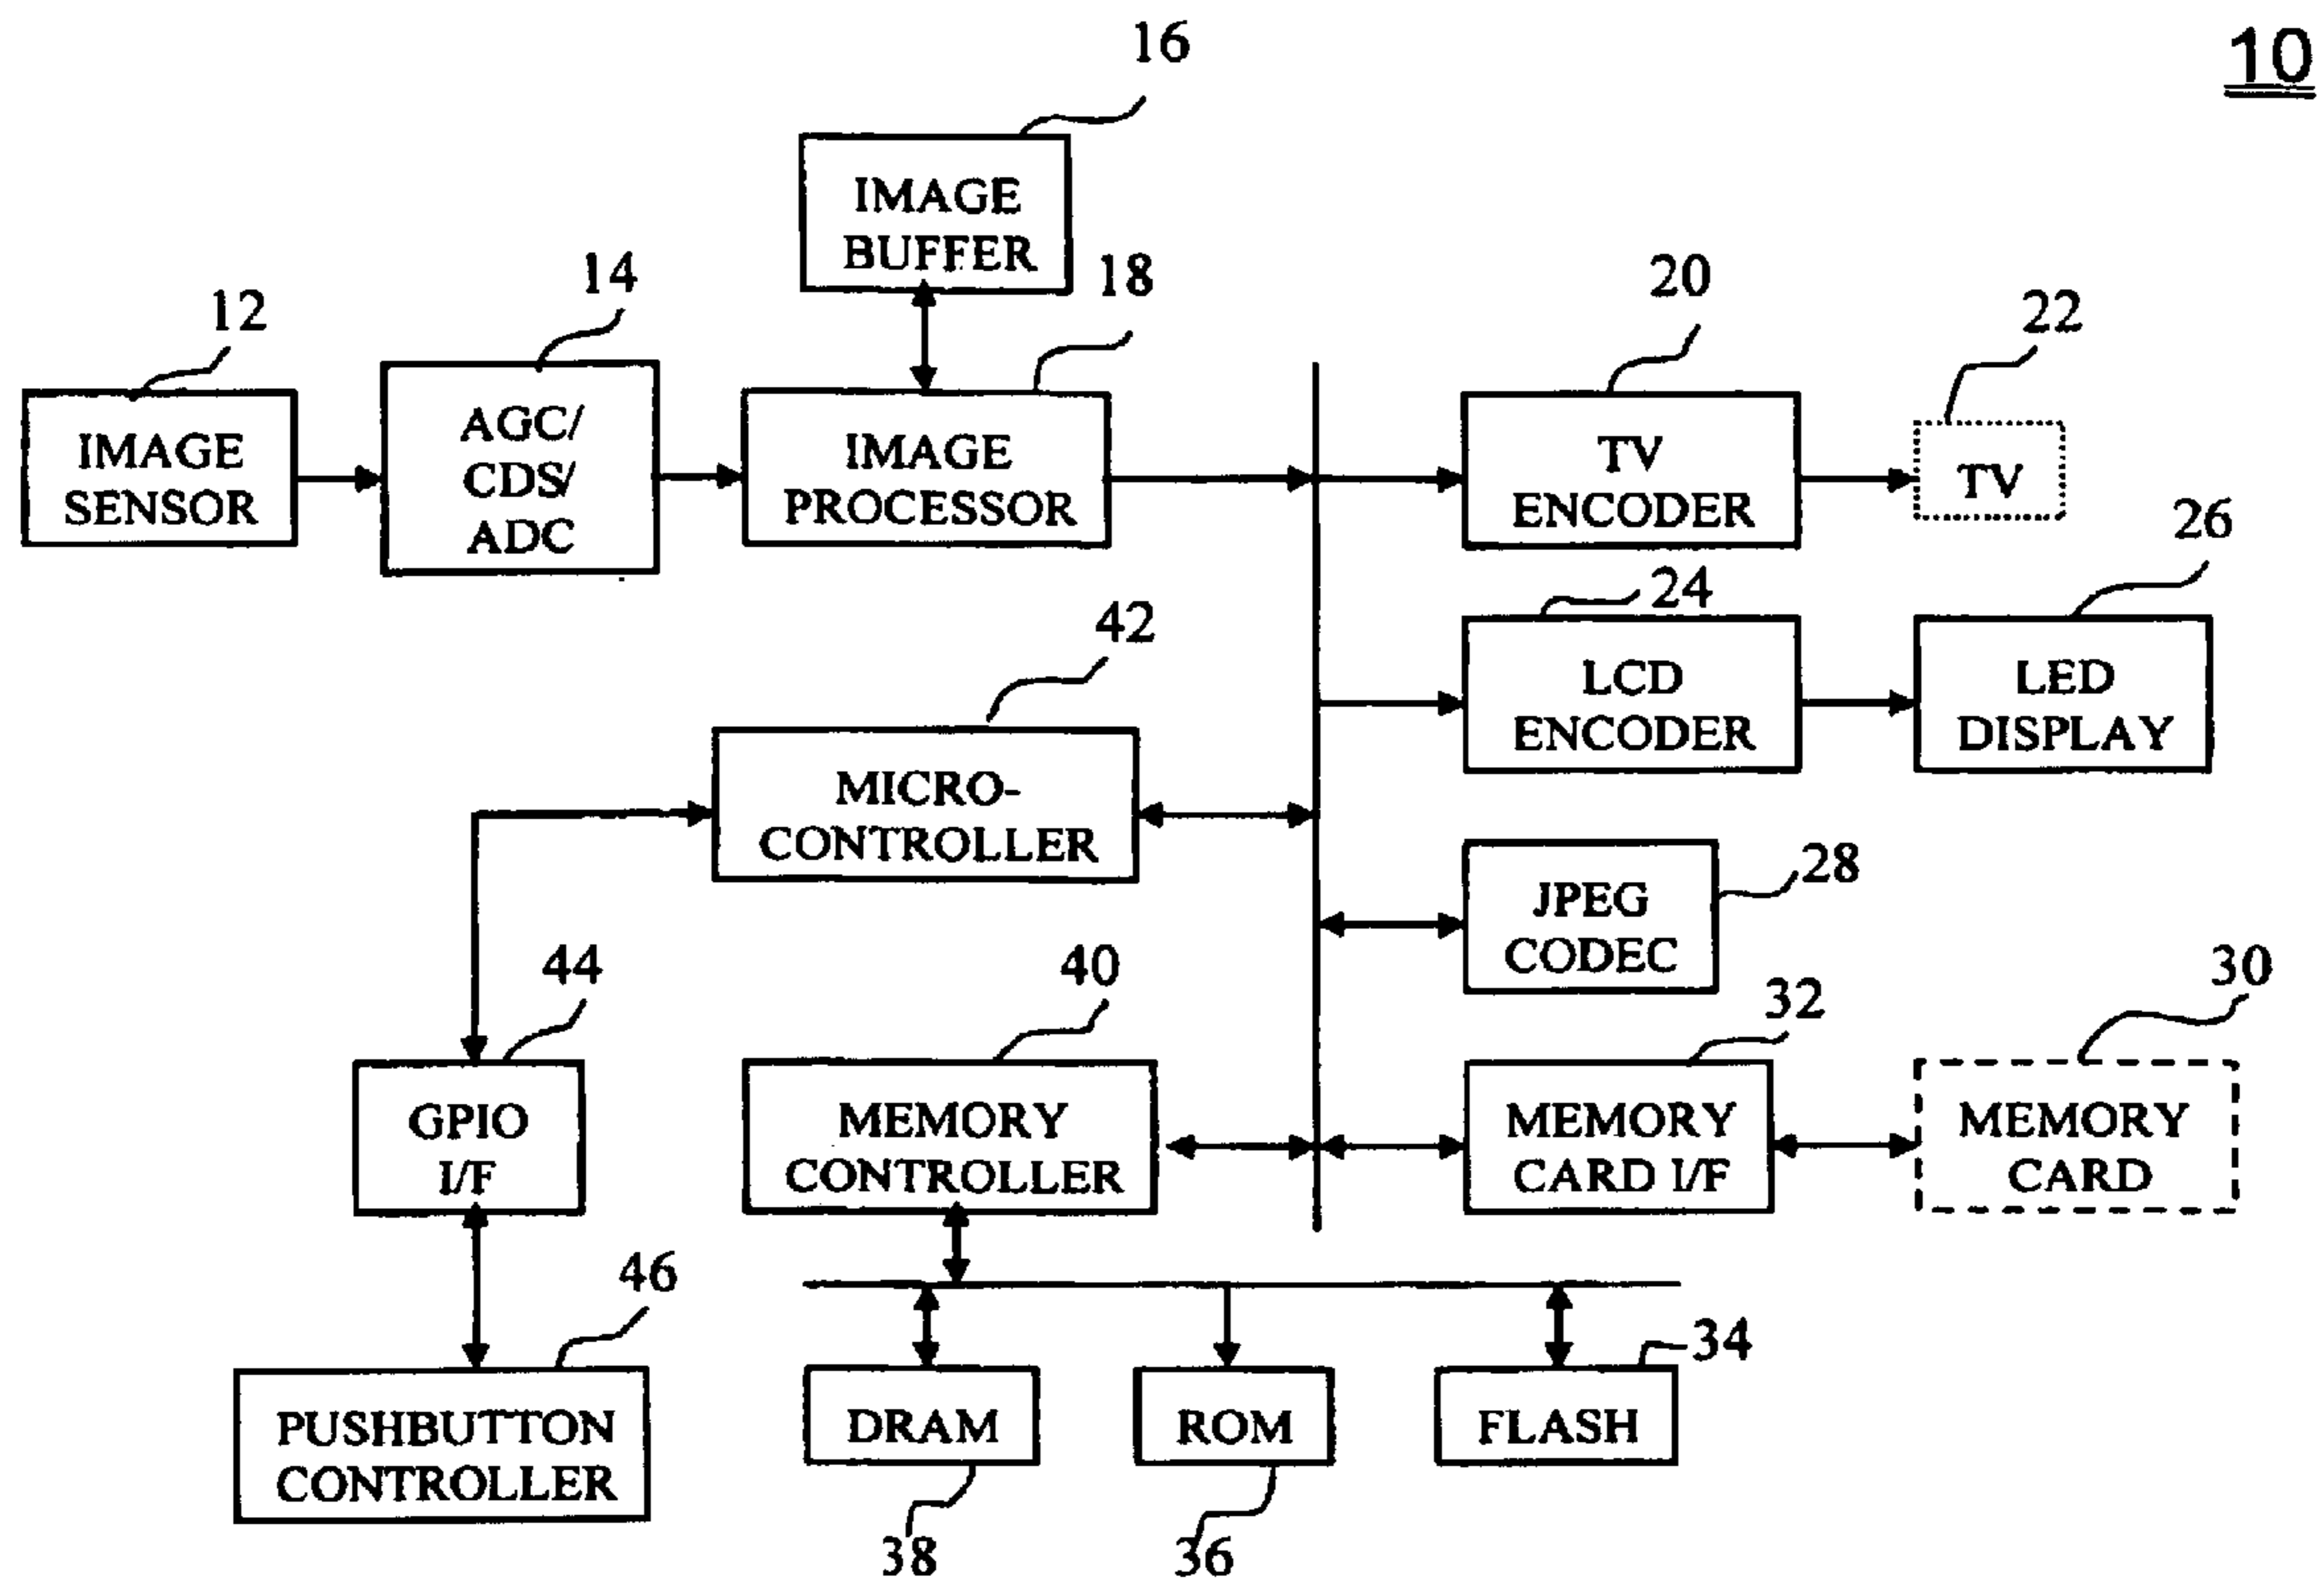 10
16
IMAGE
BUFFER
12
14
18
20
22
IMAGE
SENSOR
AGC/
CDS/
ADC
IMAGE
PROCESSOR
TV
ENCODER
TV
24
26
LCD
ENCODER
LED
DISPLAY
42
MICRO-
CONTROLLER
28
JPEG
CODEC
44
40
32
30
GPIO
I/F
MEMORY
CONTROLLER
MEMORY
CARD I/F
MEMORY
CARD
46
34
PUSHBUTTON
CONTROLLER
DRAM
ROM
FLASH
38
36